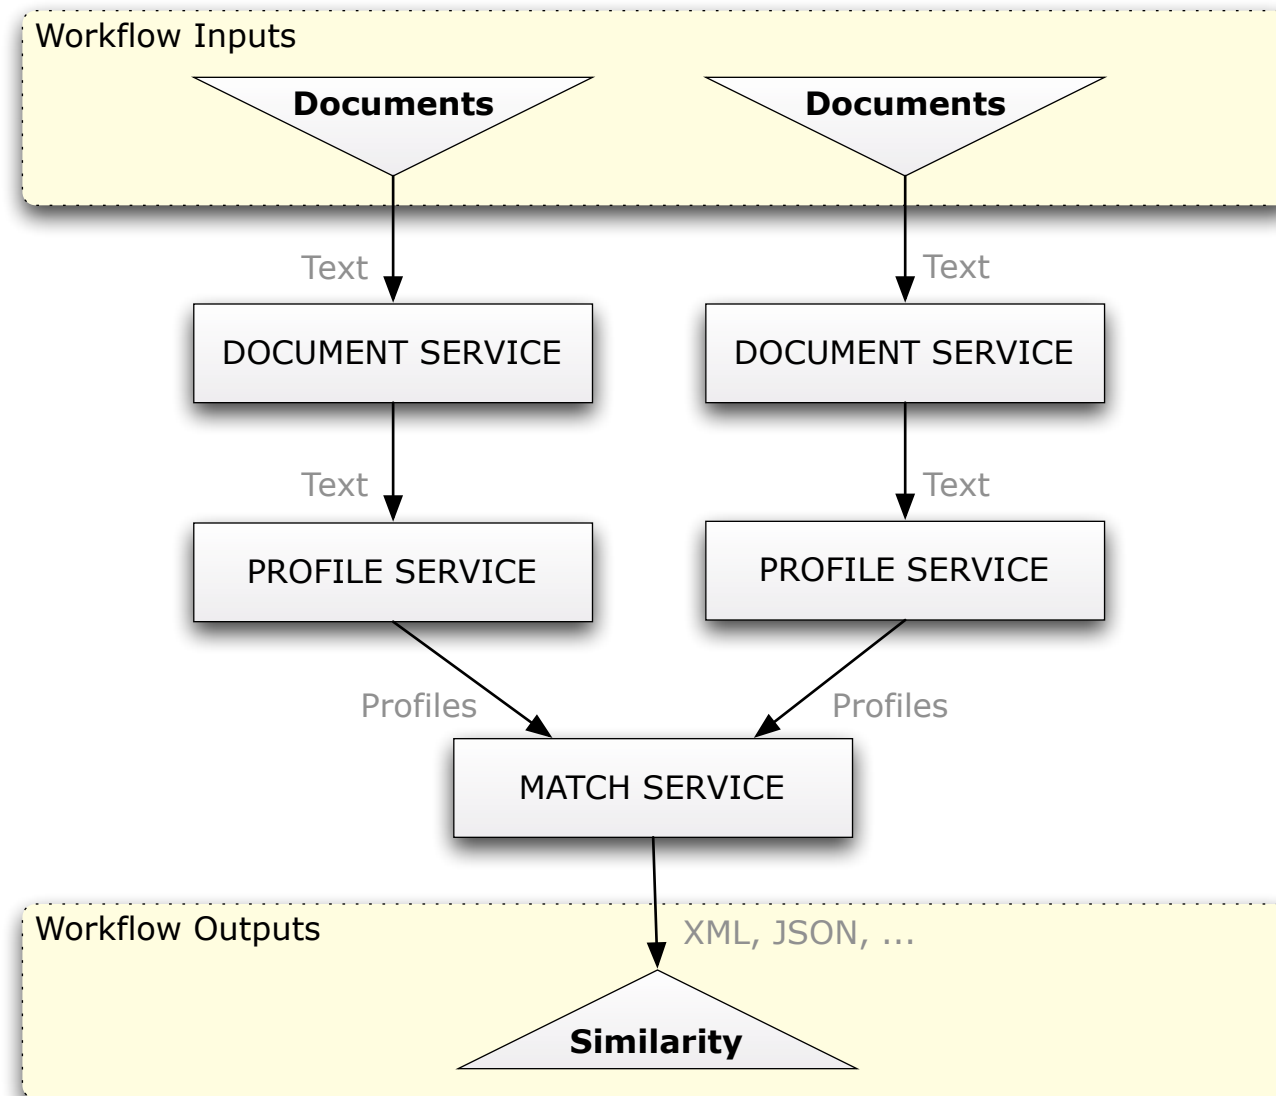 Workflow Inputs
Documents
Documents
Text
Text
DOCUMENT SERVICE
DOCUMENT SERVICE
Text
Text
PROFILE SERVICE
PROFILE SERVICE
Profiles
Profiles
MATCH SERVICE
Workflow Outputs
XML, JSON, ...
Similarity